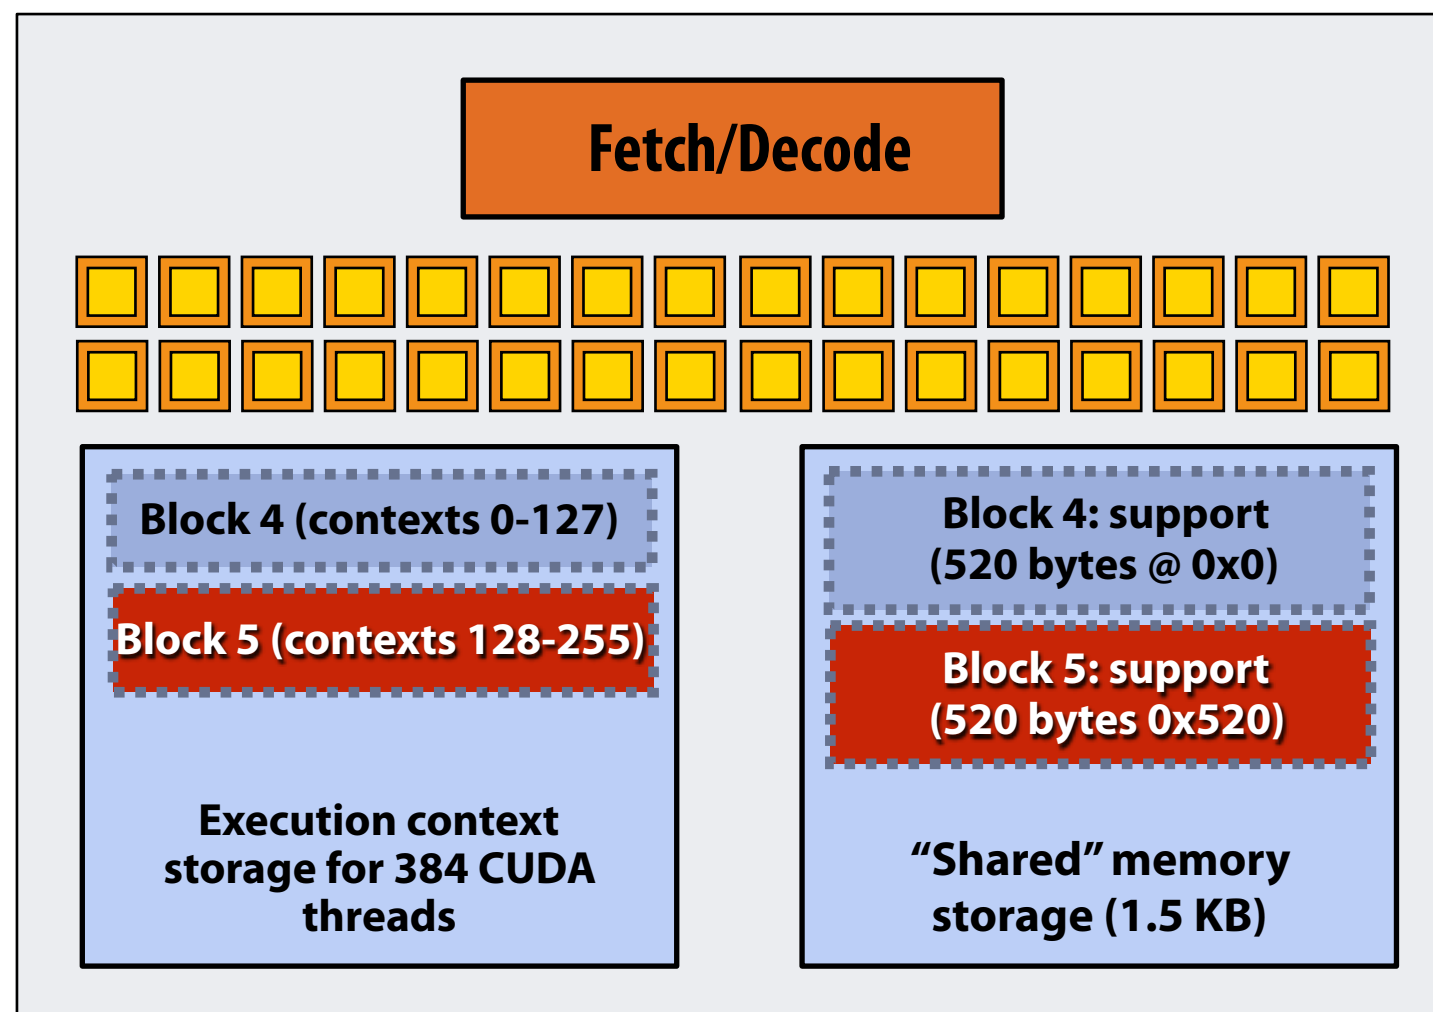 Fetch/Decode
Block 4 (contexts 0-127)
Block 5 (contexts 128-255)
Execution context
storage for 384 CUDA
threads
Block 4: support
(520 bytes @ 0x0)
Block 5: support
(520 bytes 0x520)
“Shared” memory
storage (1.5 KB)